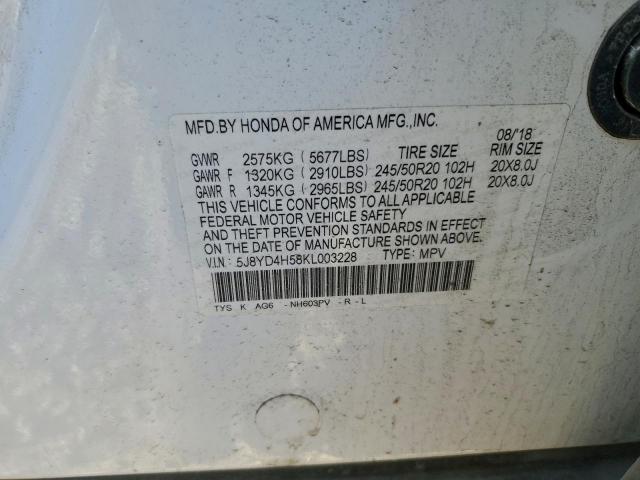 MFD.BY HONDA OF AMERICA MFG.,INC.
08/'18
GVWR 2575KG ( 5677LBS) TIRE SIZE RIM SIZE
GAWR F 1320KG ( 2910LBS) 245/50R20 102H 20X8.0J
GAWR R 1345KG ( 2965LBS) 245/50R20 102H 20X8.0J
THIS VEHICLE CONFORMS TO ALL APPLICABLE
FEDERAL MOTOR VEHICLE SAFETY
AND THEFT PREVENTION STANDARDS IN EFFECT
ON THE DATE OF MANUFACTURE SHOWN ABOVE.
V.I.N: 5J8YD4H58KL003228 TYPE: MPV
TYS K AG6 -NH603PV -R-L